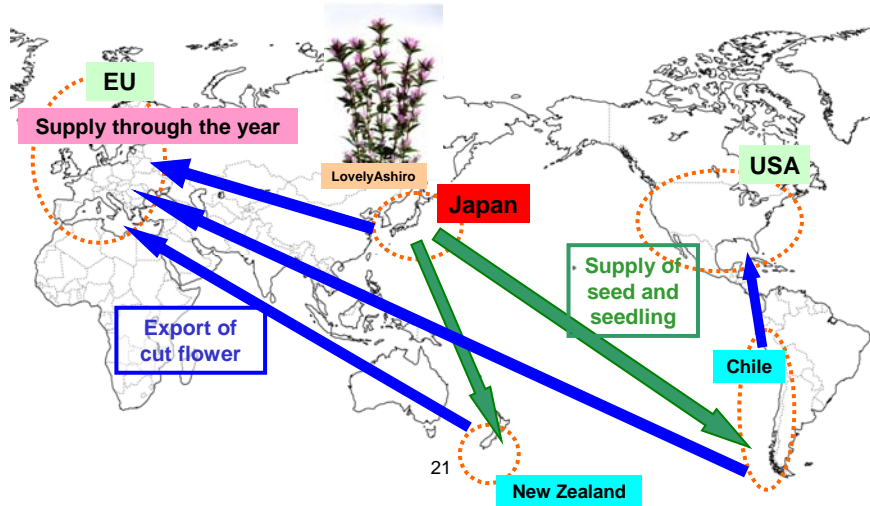 EU
Supply through the year
LovelyAshiro
USA
Japan
Supply of
seed and
seedling
Export of
cut flower
Chile
21
New Zealand